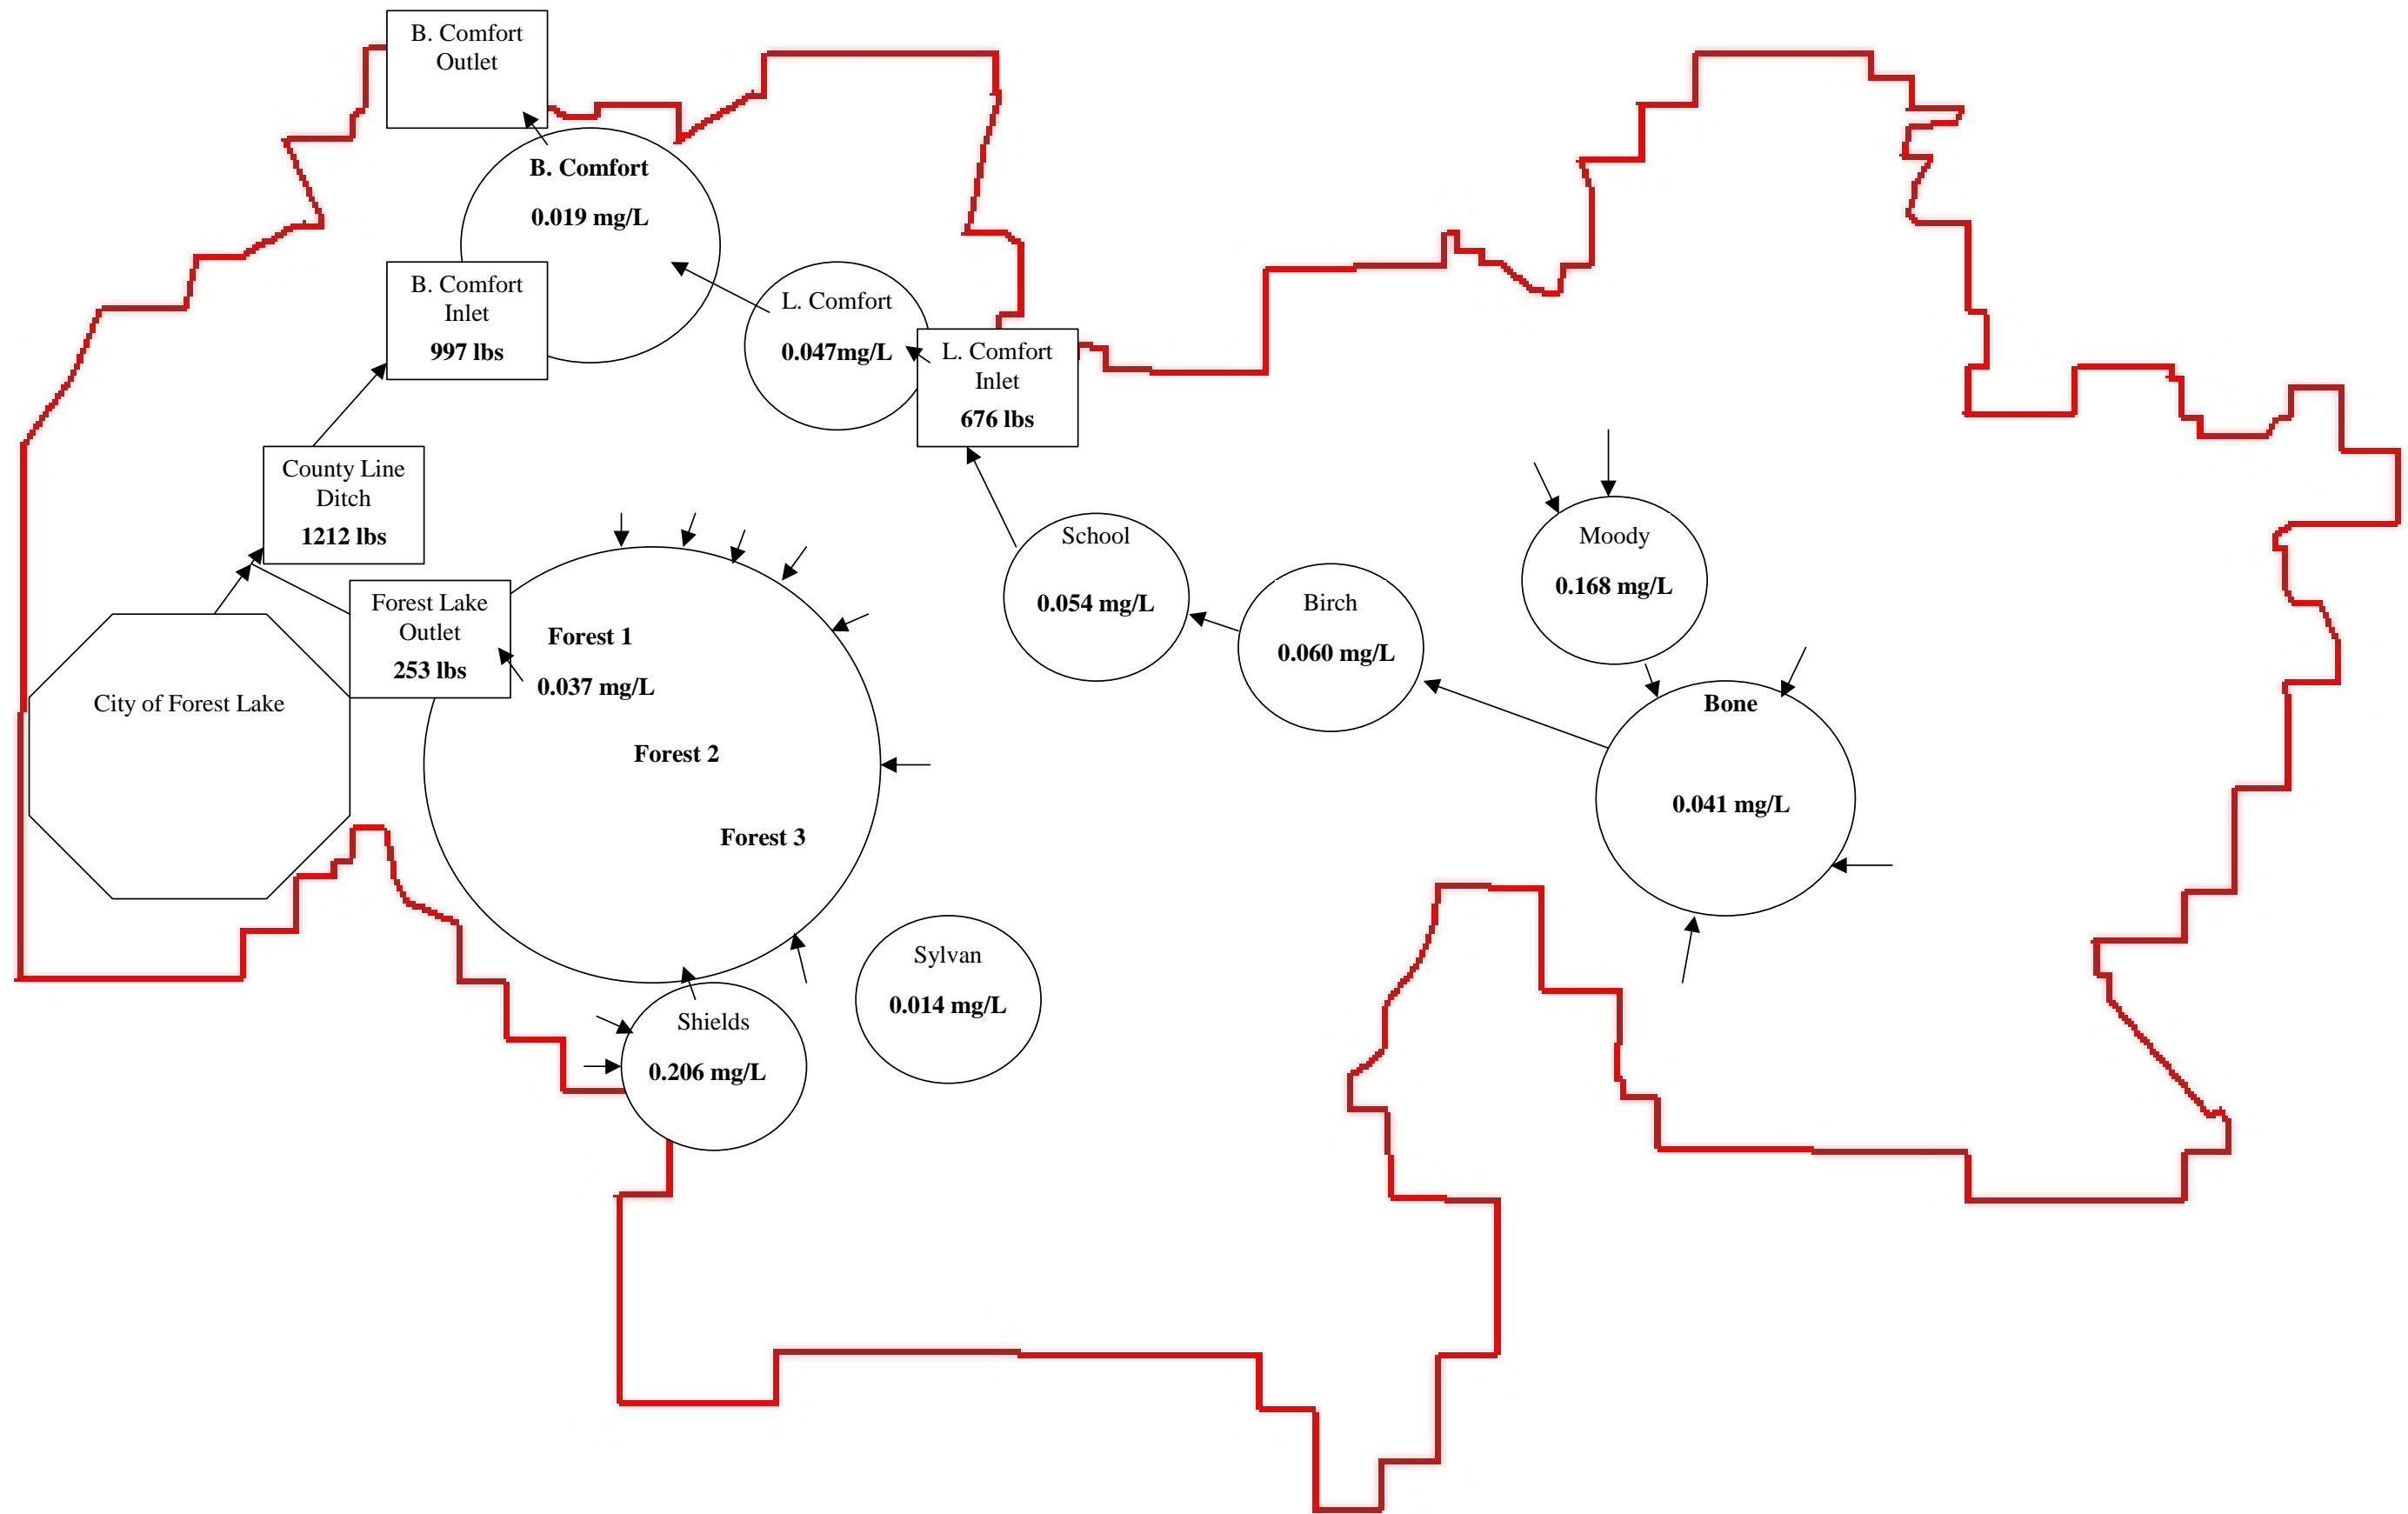 B. Comfort
Outlet
B. Comfort
0.019 mg/L
B. Comfort
Inlet
997 lbs
L. Comfort
0.047mg/L
L. Comfort
Inlet
676 lbs
County Line
Ditch
1212 lbs
School
0.054 mg/L
Moody
0.168 mg/L
Birch
0.060 mg/L
Forest Lake
Outlet
253 lbs
Forest 1
0.037 mg/L
City of Forest Lake
Bone
0.041 mg/L
Forest 2
Forest 3
Sylvan
0.014 mg/L
Shields
0.206 mg/L